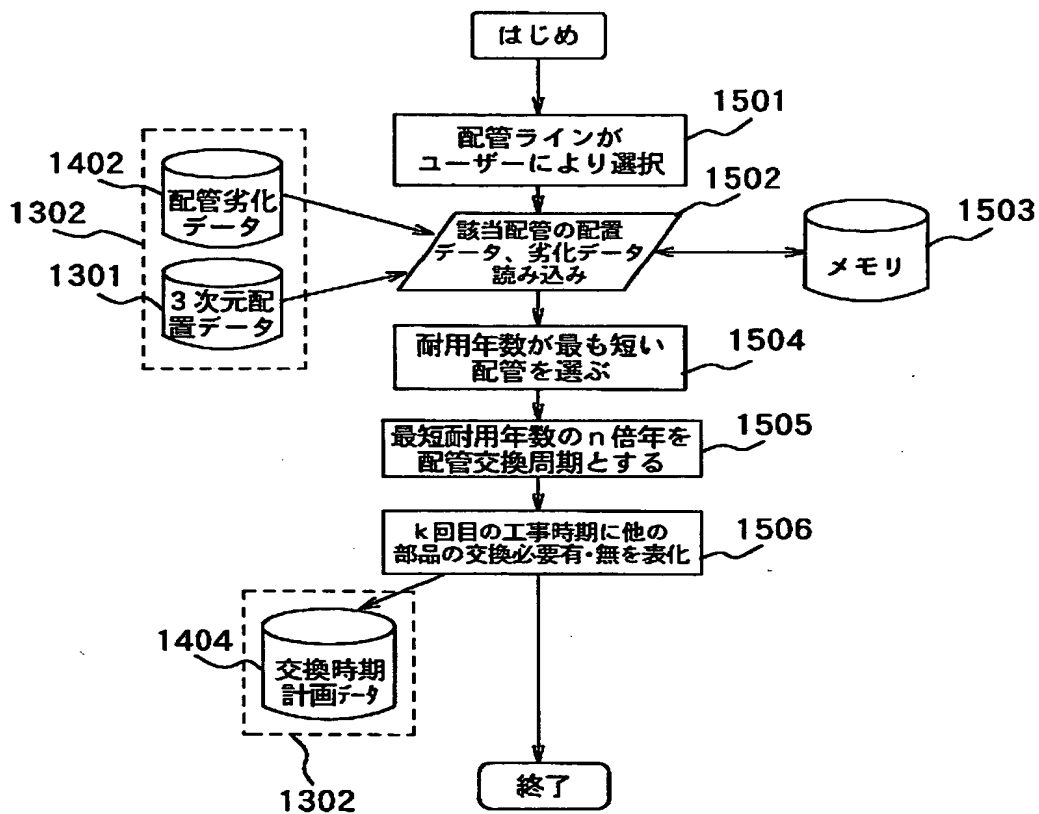 はじめ
1501
配管ラインが
ユーザーにより選択
1402
配管劣化
データ
1302
1301
3次元配
置データ
1502
該当配管の配置
データ、劣化データ
読み込み
1503
メモリ
1504
耐用年数が最も短い
配管を選ぶ
1505
最短耐用年数のn倍年を
配管交換周期とする
1506
k回目の工事時期に他の
部品の交換必要有・無を表化
1404
交換時期
計画データ
1302
終了